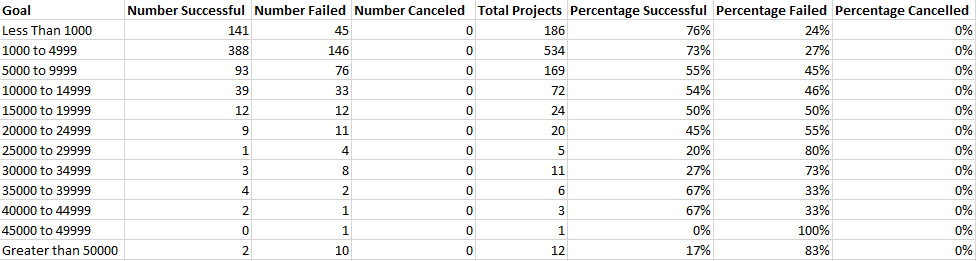 Goal Number Successful Number Failed Number Canceled Total Projects Percentage Successful Percentage Failed Percentage Cancelled
Less Than 1000 141 45 0 186 76% 24% 0%
1000 to 4999 388 146 0 534 73% 27% 0%
5000 to 9999 93 76 0 169 55% 45% 0%
10000 to 14999 39 33 0 72 54% 46% 0%
15000 to 19999 12 12 0 24 50% 50% 0%
20000 to 24999 9 11 0 20 45% 55% 0%
25000 to 29999 1 4 0 5 20% 80% 0%
30000 to 34999 3 8 0 11 27% 73% 0%
35000 to 39999 4 2 0 6 67% 33% 0%
40000 to 44999 2 1 0 3 67% 33% 0%
45000 to 49999 0 1 0 1 0% 100% 0%
Greater than 50000 2 10 0 12 17% 83% 0%